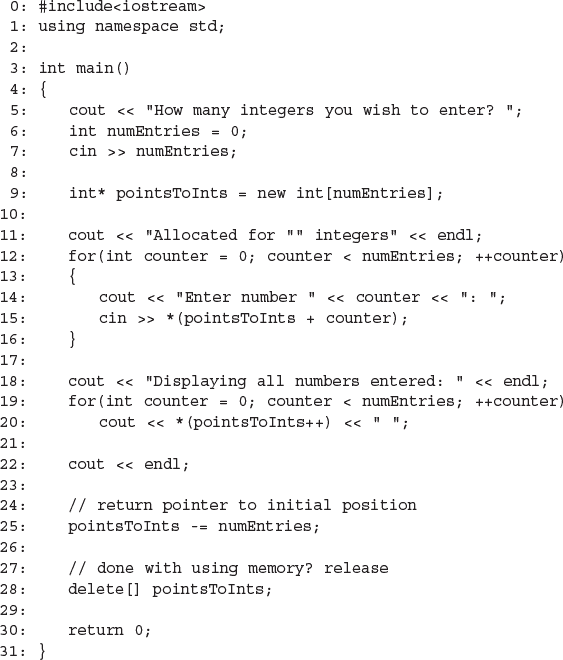 0: #include<iostream>
1: using namespace std;
2:
3: int main()
4: {
5:    cout << "How many integers you wish to enter? ";
6:    int numEntries = 0;
7:    cin >> numEntries;
8:
9:    int* pointsToInts = new int[numEntries];
10:
11:    cout << "Allocated for "" integers" << endl;
12:    for(int counter = 0; counter < numEntries; ++counter)
13:    {
14:       cout << "Enter number " << counter << ": ";
15:       cin >> *(pointsToInts + counter);
16:    }
17:
18:    cout << "Displaying all numbers entered: " << endl;
19:    for(int counter = 0; counter < numEntries; ++counter)
20:       cout << *(pointsToInts++) << " ";
21:
22:    cout << endl;
23:
24:    // return pointer to initial position
25:    pointsToInts -= numEntries;
26:
27:    // done with using memory? release
28:    delete[] pointsToInts;
29:
30:    return 0;
31: }